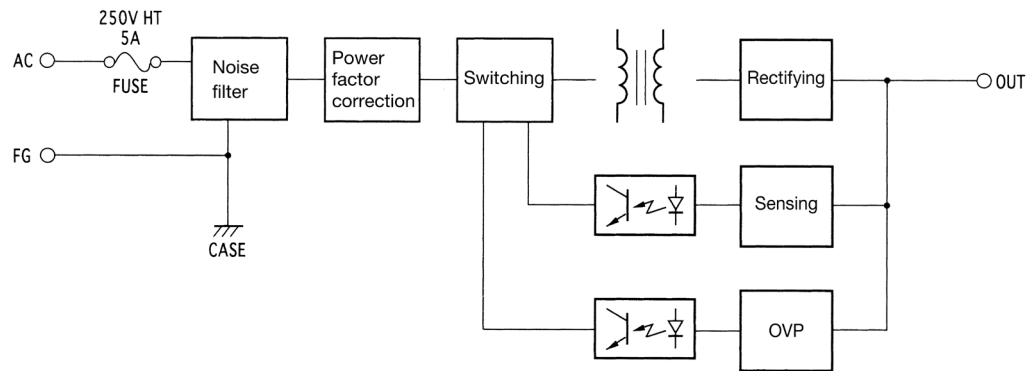 250V HT
5A
AC
FUSE
Noise
filter
Power
factor
correction
Switching
Rectifying
OUT
FG
CASE
Sensing
OVP